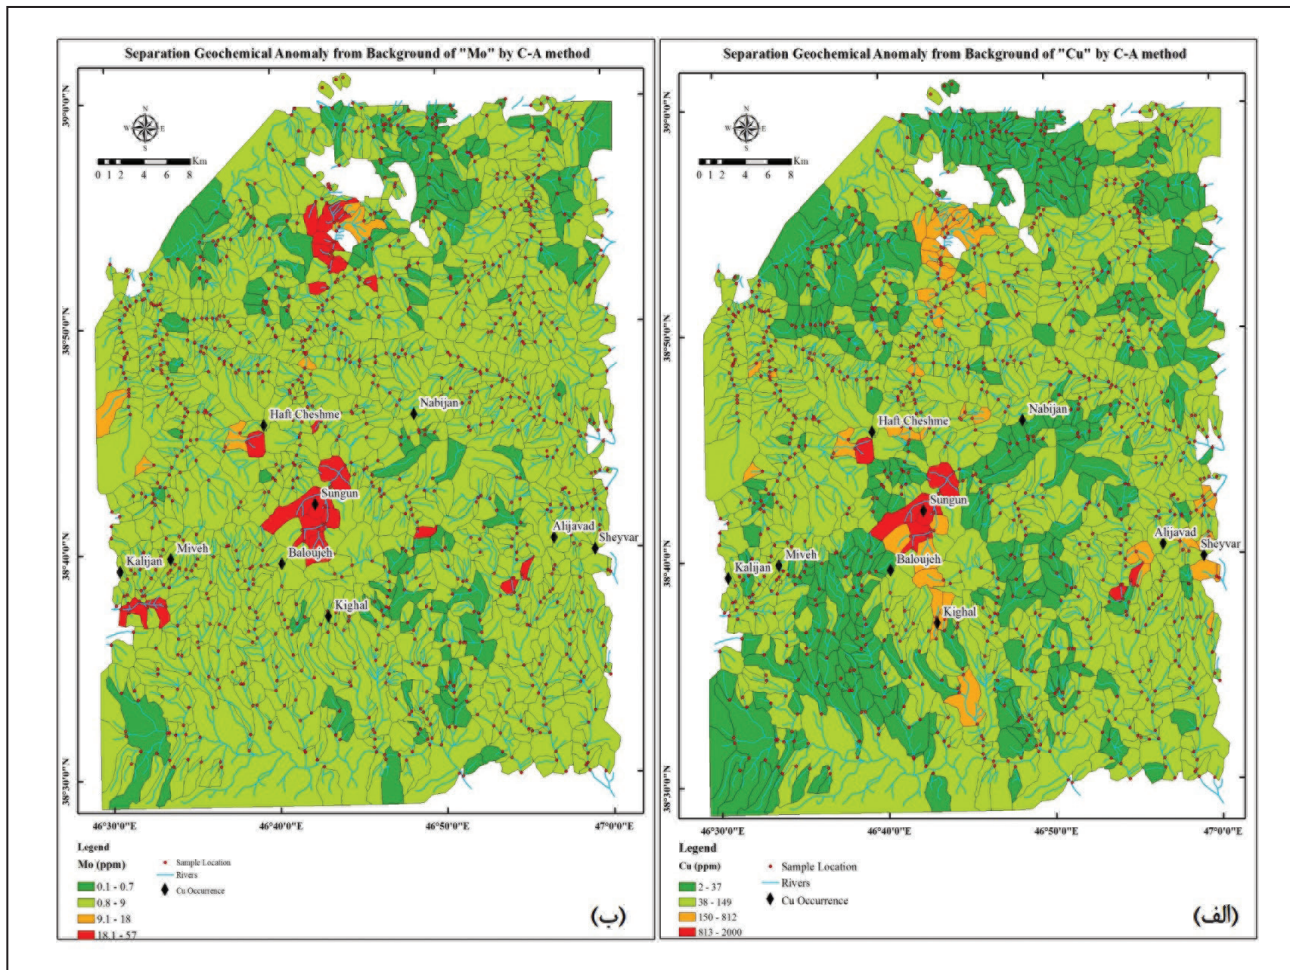 Separation Geochemical Anomaly from Background of "Mo" by C-A method
39°0'0"N
38°50'0"N
38°40'0"N
38°30'0"N
N
W E
S
0 1 2 4 6 8 Km
Haft Cheshme
Nabijan
Sungun
Alijavad
Sheyvar
Miveh
Kalijan
Baloujeh
Kighal
46°30'0"E 46°40'0"E 46°50'0"E 47°0'0"E
Legend
Mo (ppm)
0.1 - 0.7
0.8 - 9
9.1 - 18
18.1 - 57
Sample Location
Rivers
Cu Occurrence
(ب)
Separation Geochemical Anomaly from Background of "Cu" by C-A method
39°0'0"N
38°50'0"N
38°40'0"N
38°30'0"N
N
W E
S
0 1 2 4 6 8 Km
Haft Cheshme
Nabijan
Sungun
Alijavad
Sheyvar
Miveh
Kalijan
Baloujeh
Kighal
46°30'0"E 46°40'0"E 46°50'0"E 47°0'0"E
Legend
Cu (ppm)
2 - 37
38 - 149
150 - 812
813 - 2000
Sample Location
Rivers
Cu Occurrence
(الف)